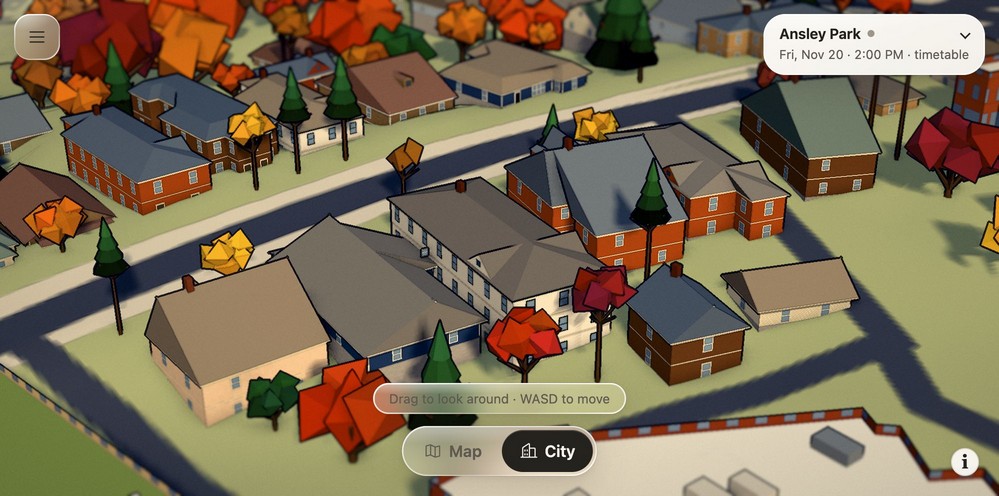 Ansley Park
Fri, Nov 20 · 2:00 PM · timetable
Drag to look around · WASD to move
Map
City
i